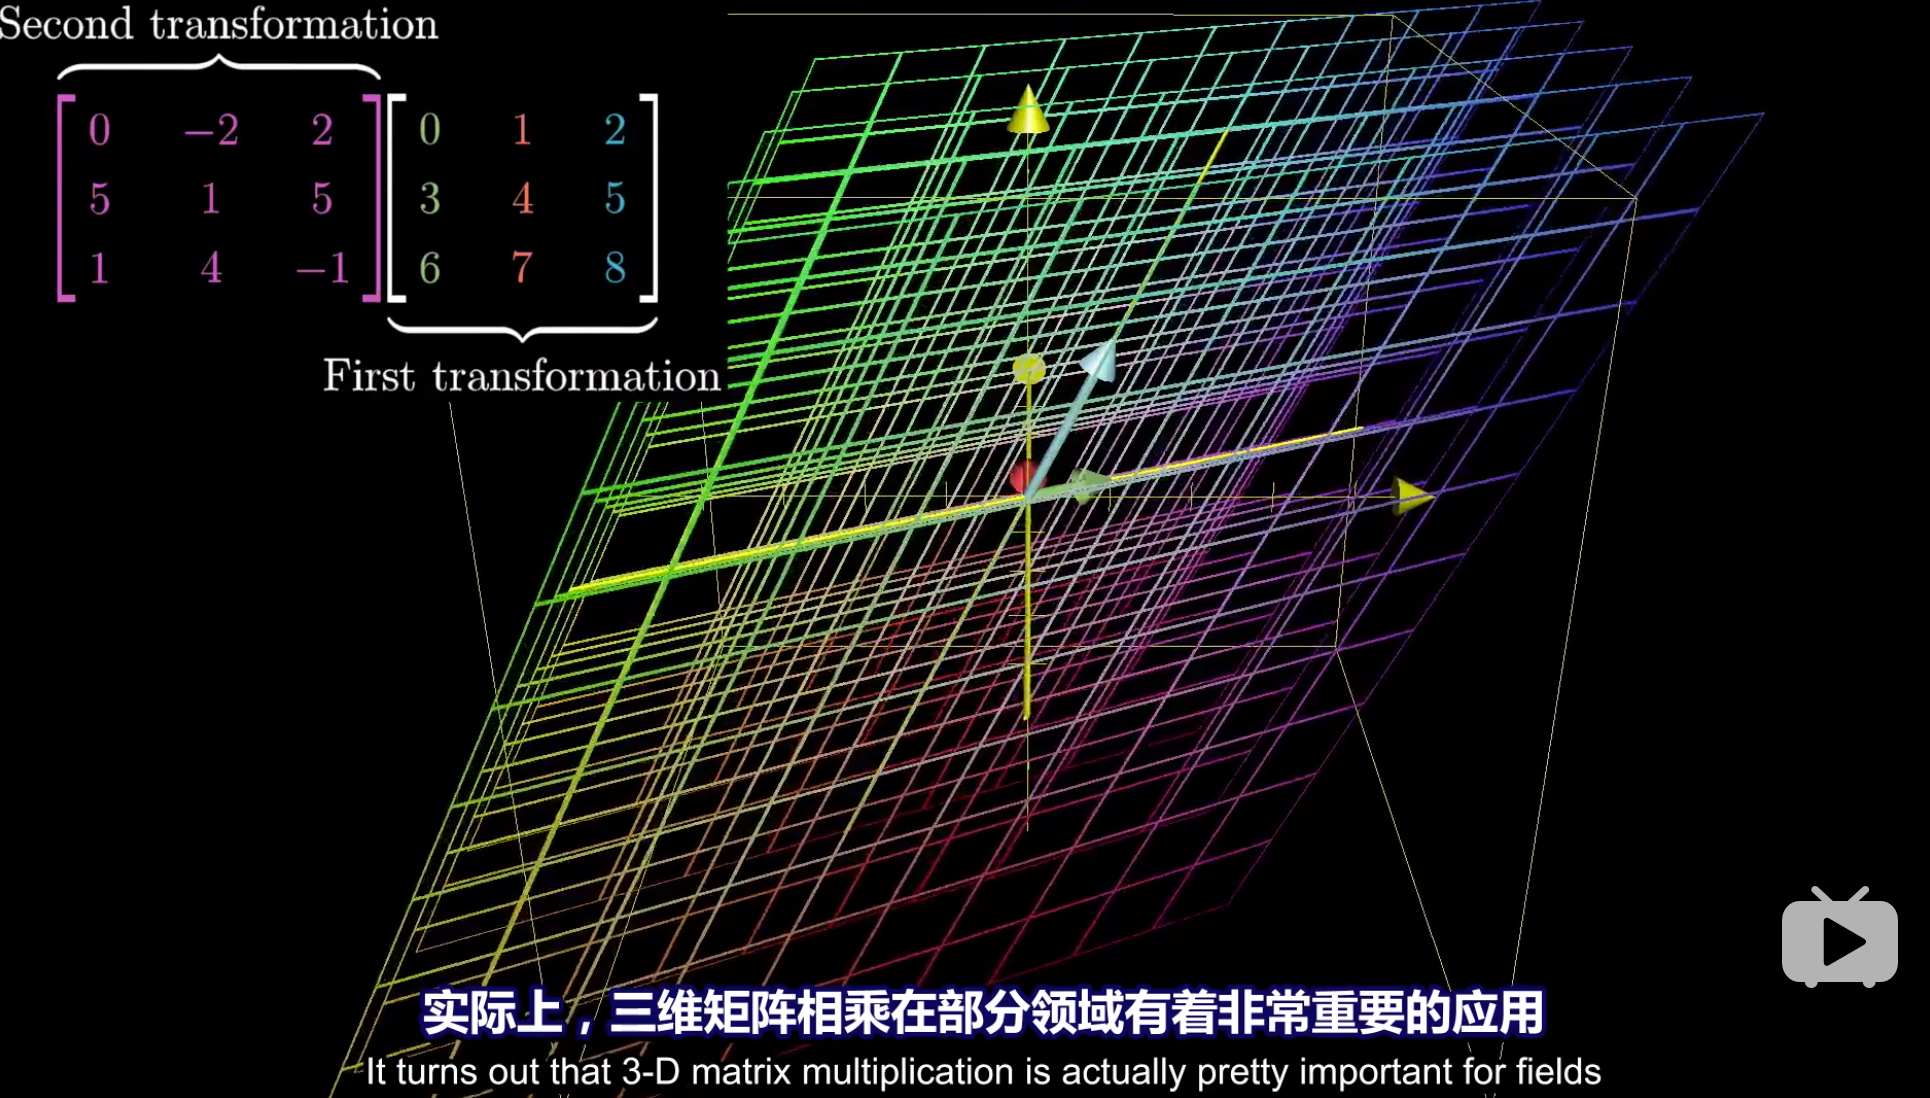 Second transformation
0 −2 2 0 1 2
5 1 5 3 4 5
1 4 −1 6 7 8
First transformation
实际上，三维矩阵相乘在部分领域有着非常重要的应用
It turns out that 3-D matrix multiplication is actually pretty important for fields